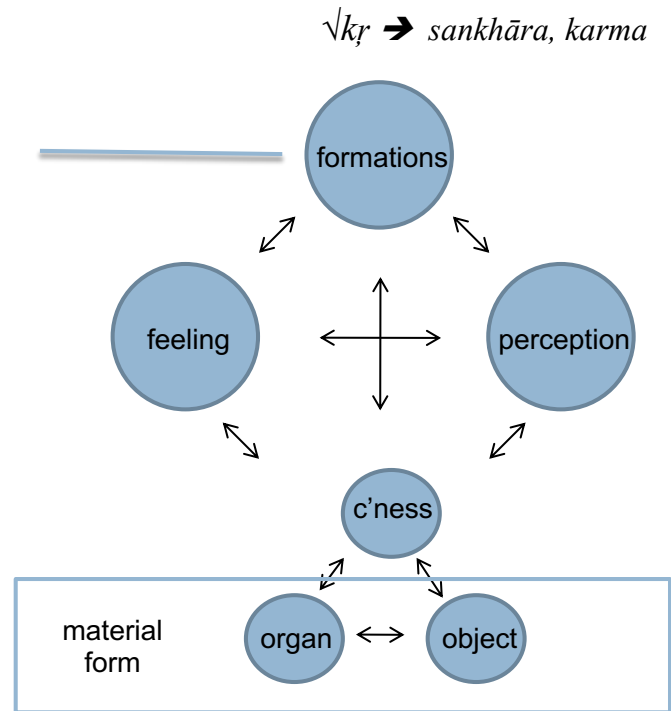 √kṛ ➔ sankhāra, karma
formations
feeling
perception
c’ness
material
form
organ
object